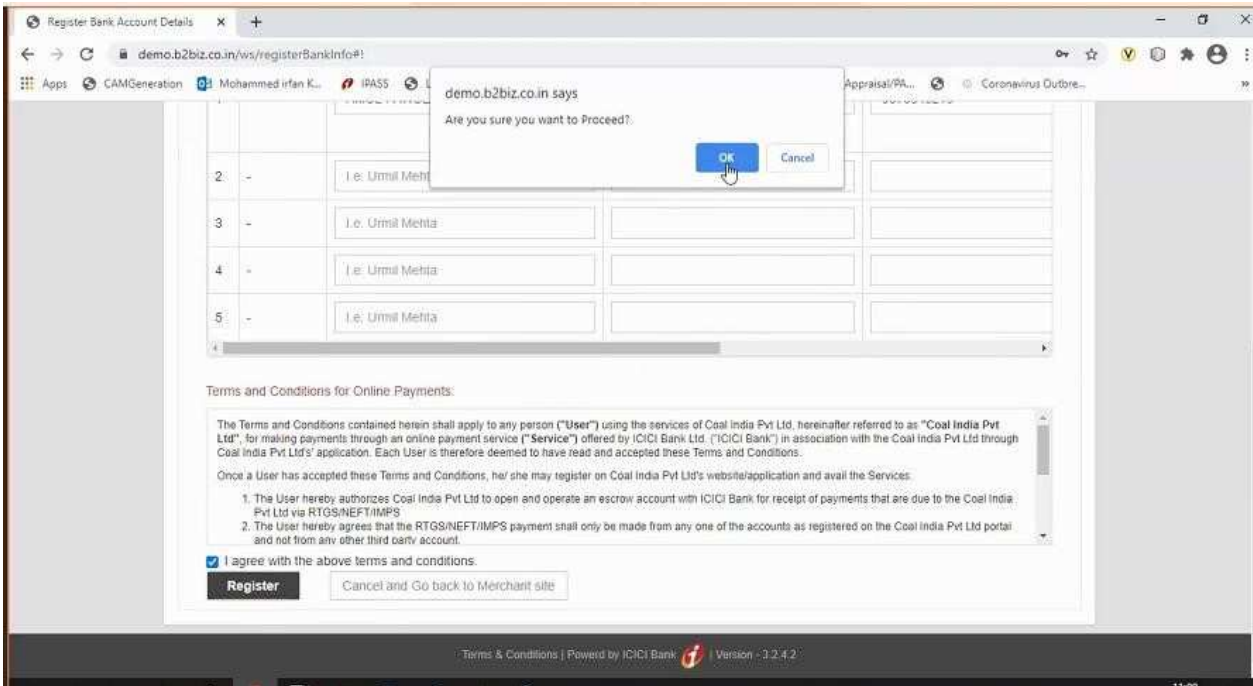 Register Bank Account Details
demo.b2biz.co.in/ws/registerBankInfo#!
Apps CAMGeneration Mohammed irfan K... IPASS Appraisal/PA... Coronavirus Outbre...
demo.b2biz.co.in says
Are you sure you want to Proceed?
OK Cancel
2 - I.e. Urmil Meht
3 - I.e. Urmil Mehta
4 - I.e. Urmil Mehta
5 - I.e. Urmil Mehta
Terms and Conditions for Online Payments:
The Terms and Conditions contained herein shall apply to any person ("User") using the services of Coal India Pvt Ltd, hereinafter referred to as "Coal India Pvt
Ltd", for making payments through an online payment service ("Service") offered by ICICI Bank Ltd. ("ICICI Bank") in association with the Coal India Pvt Ltd through
Coal India Pvt Ltd's' application. Each User is therefore deemed to have read and accepted these Terms and Conditions.
Once a User has accepted these Terms and Conditions, he/ she may register on Coal India Pvt Ltd's website/application and avail the Services.
1. The User hereby authorizes Coal India Pvt Ltd to open and operate an escrow account with ICICI Bank for receipt of payments that are due to the Coal India
Pvt Ltd via RTGS/NEFT/IMPS
2. The User hereby agrees that the RTGS/NEFT/IMPS payment shall only be made from any one of the accounts as registered on the Coal India Pvt Ltd portal
and not from any other third party account.
I agree with the above terms and conditions.
Register Cancel and Go back to Merchant site
Terms & Conditions | Powerd by ICICI Bank | Version - 3.2.4.2